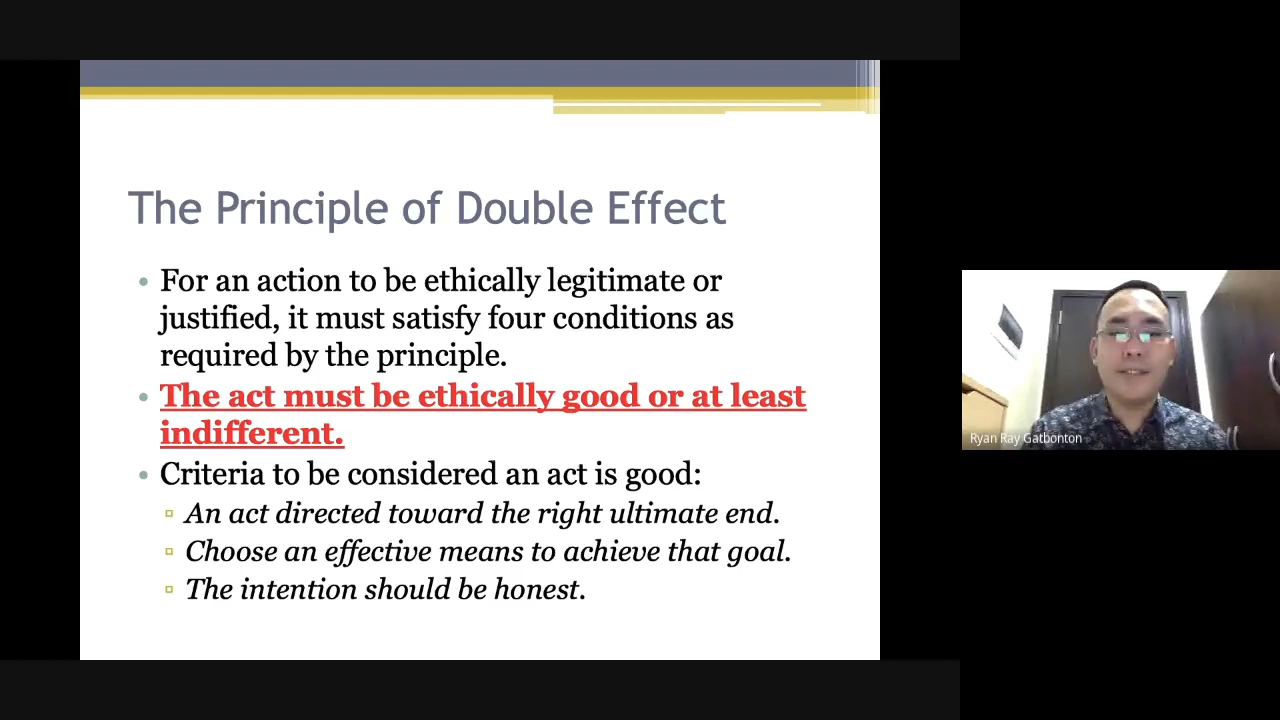 The Principle of Double Effect
• For an action to be ethically legitimate or
justified, it must satisfy four conditions as
required by the principle.
• The act must be ethically good or at least
indifferent.
• Criteria to be considered an act is good:
▫ An act directed toward the right ultimate end.
▫ Choose an effective means to achieve that goal.
▫ The intention should be honest.
Ryan Ray Gatbonton